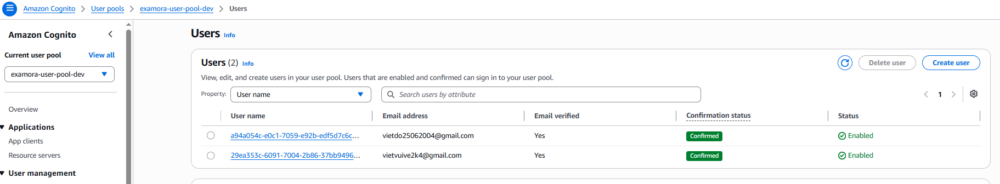 Amazon Cognito > User pools > examora-user-pool-dev > Users
Amazon Cognito
Current user pool View all
examora-user-pool-dev
Overview
Applications
App clients
Resource servers
User management
Users Info
Users (2) Info
Delete user Create user
View, edit, and create users in your user pool. Users that are enabled and confirmed can sign in to your user pool.
Property: User name Search users by attribute 1
User name Email address Email verified Confirmation status Status
a94a054c-e0c1-7059-e92b-edf5d7c6c... vietdo25062004@gmail.com Yes Confirmed Enabled
29ea353c-6091-7004-2b86-37bb9496... vietvuive2k4@gmail.com Yes Confirmed Enabled